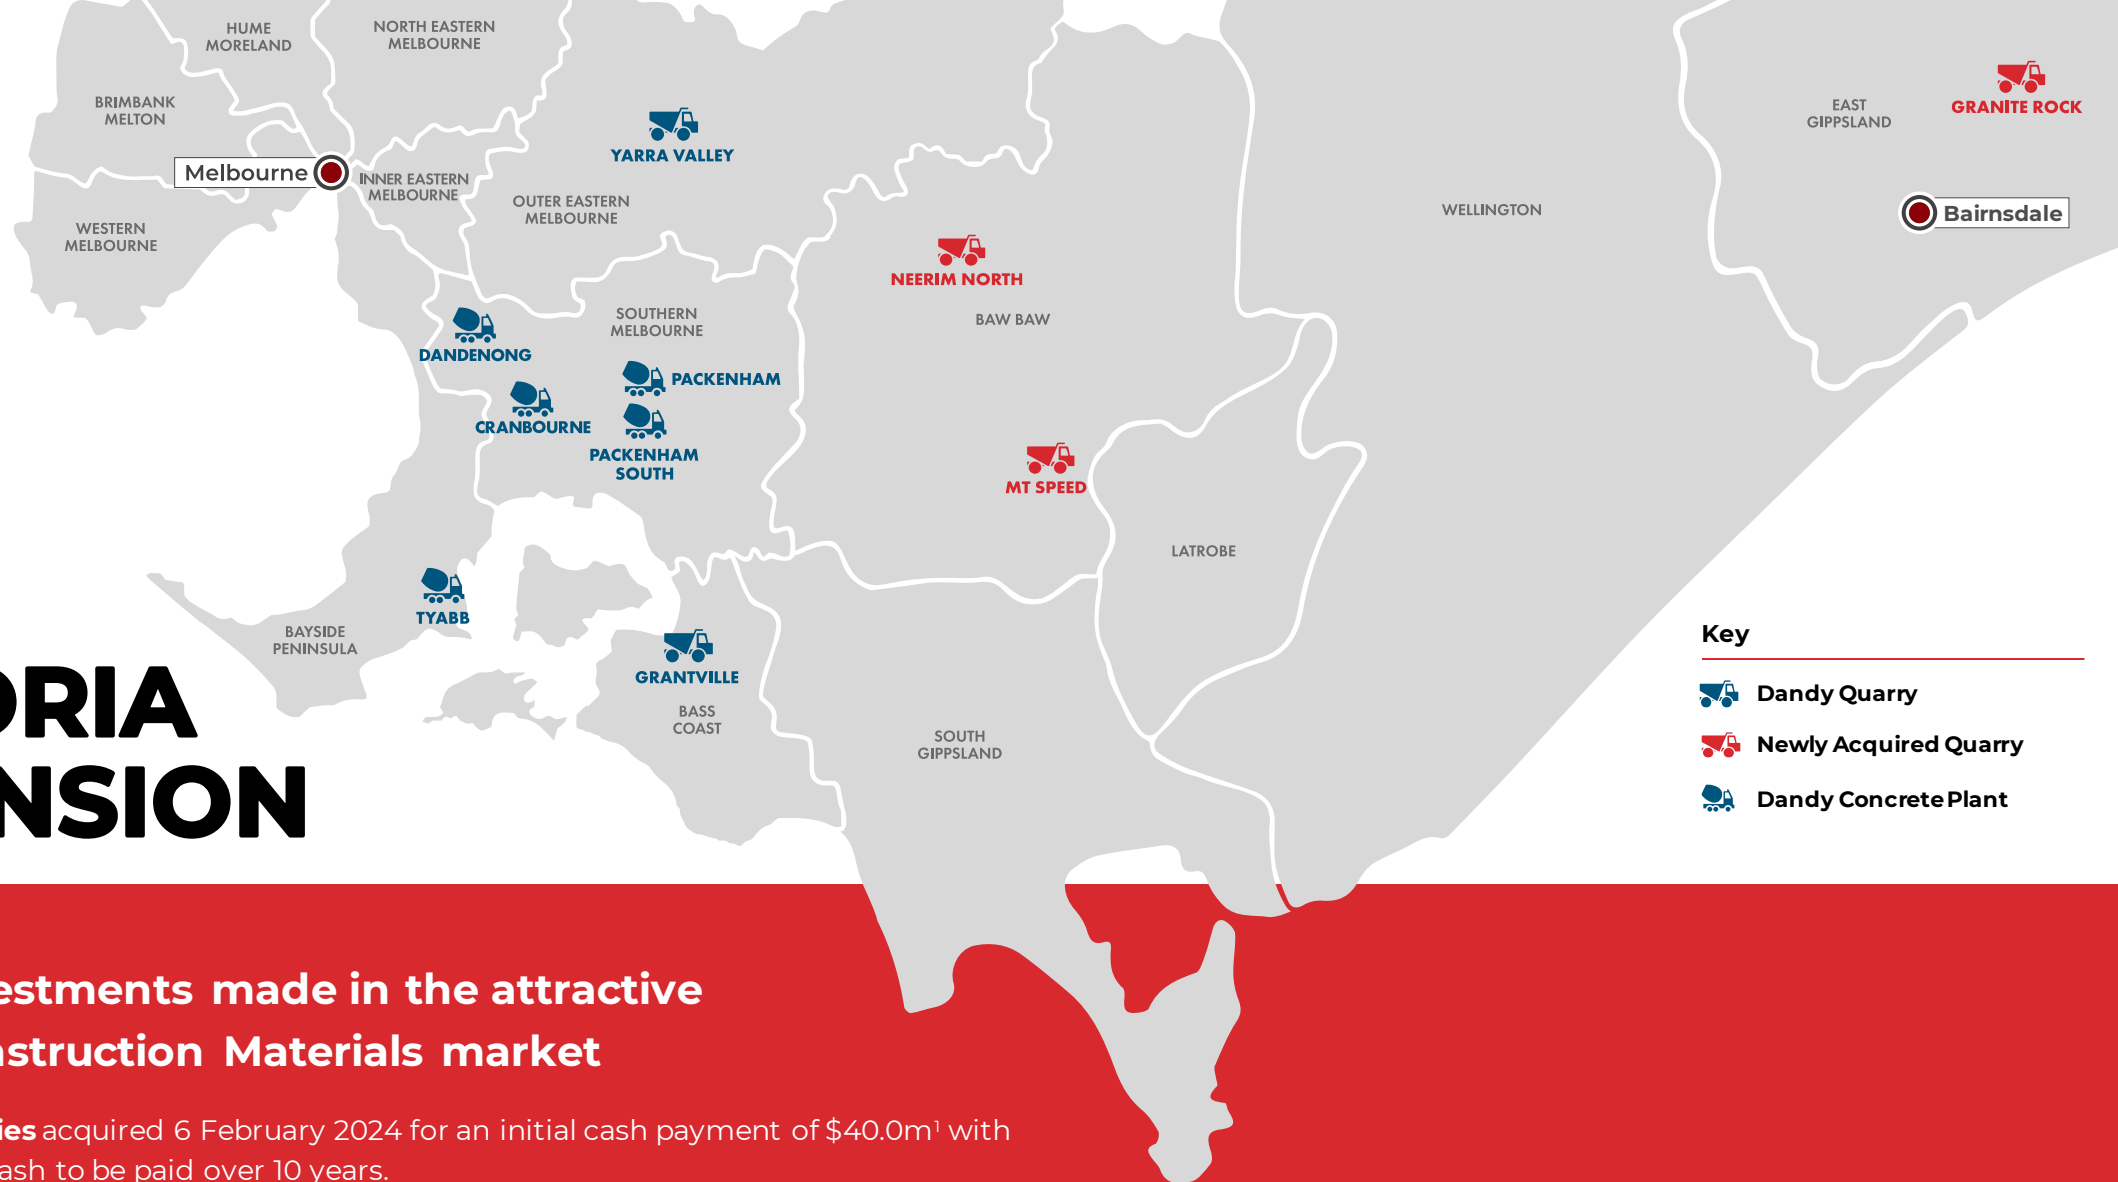 HUME
MORELAND
NORTH EASTERN
MELBOURNE
BRIMBANK
MELTON
YARRA VALLEY
EAST
GIPPSLAND
GRANITE ROCK
Melbourne
INNER EASTERN
MELBOURNE
OUTER EASTERN
MELBOURNE
WELLINGTON
Bairnsdale
WESTERN
MELBOURNE
NEERIM NORTH
BAW BAW
SOUTHERN
MELBOURNE
DANDENONG
PACKENHAM
CRANBOURNE
PACKENHAM
SOUTH
MT SPEED
LATROBE
TYABB
BAYSIDE
PENINSULA
GRANTVILLE
BASS
COAST
SOUTH
GIPPSLAND
Key
Dandy Quarry
Newly Acquired Quarry
Dandy Concrete Plant
ORIA
NSION
estments made in the attractive
nstruction Materials market
ies acquired 6 February 2024 for an initial cash payment of $40.0m¹ with
ash to be paid over 10 years.